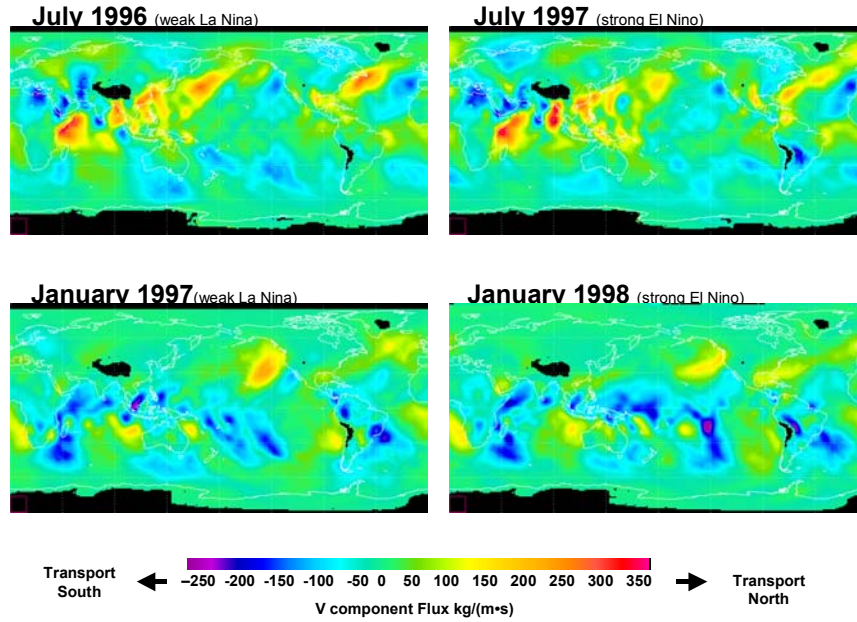 July 1996 (weak La Nina)
July 1997 (strong El Nino)
January 1997(weak La Nina)
January 1998 (strong El Nino)
Transport South
−250 -200 -150 -100 -50 0 50 100 150 200 250 300 350
Transport North
V component Flux kg/(m•s)